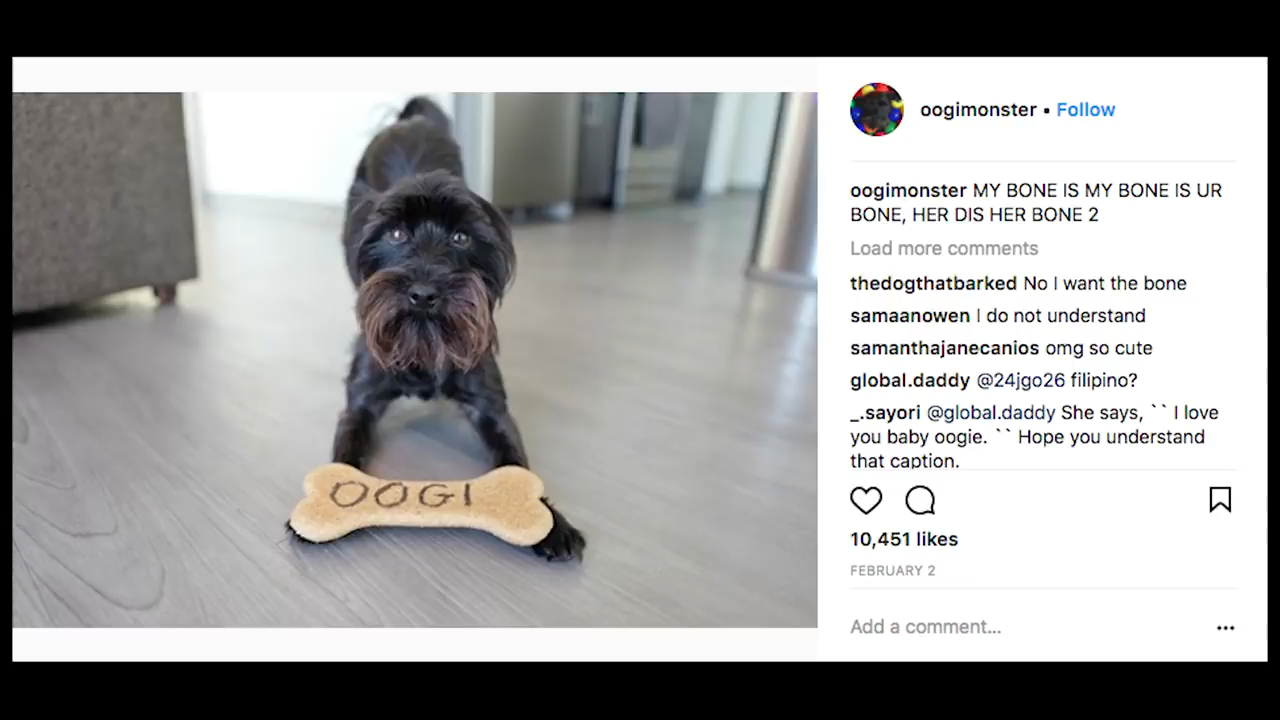 OOGI
oogimonster • Follow
oogimonster MY BONE IS MY BONE IS UR
BONE, HER DIS HER BONE 2
Load more comments
thedogthatbarked No I want the bone
samaanowen I do not understand
samanthajanecanios omg so cute
global.daddy @24jgo26 filipino?
_.sayori @global.daddy She says, `` I love
you baby oogie. `` Hope you understand
that caption.
10,451 likes
FEBRUARY 2
Add a comment...